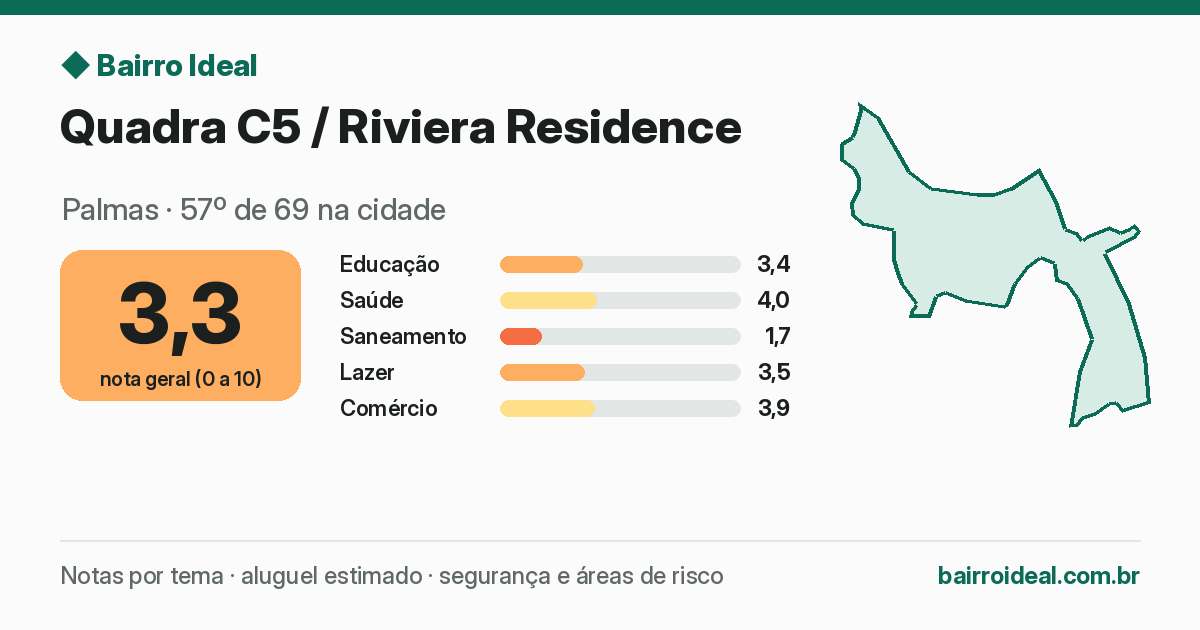 Bairro Ideal
Quadra C5 / Riviera Residence
Palmas · 57º de 69 na cidade
3,3
nota geral (0 a 10)
Educação 3,4
Saúde 4,0
Saneamento 1,7
Lazer 3,5
Comércio 3,9
Notas por tema · aluguel estimado · segurança e áreas de risco
bairroideal.com.br